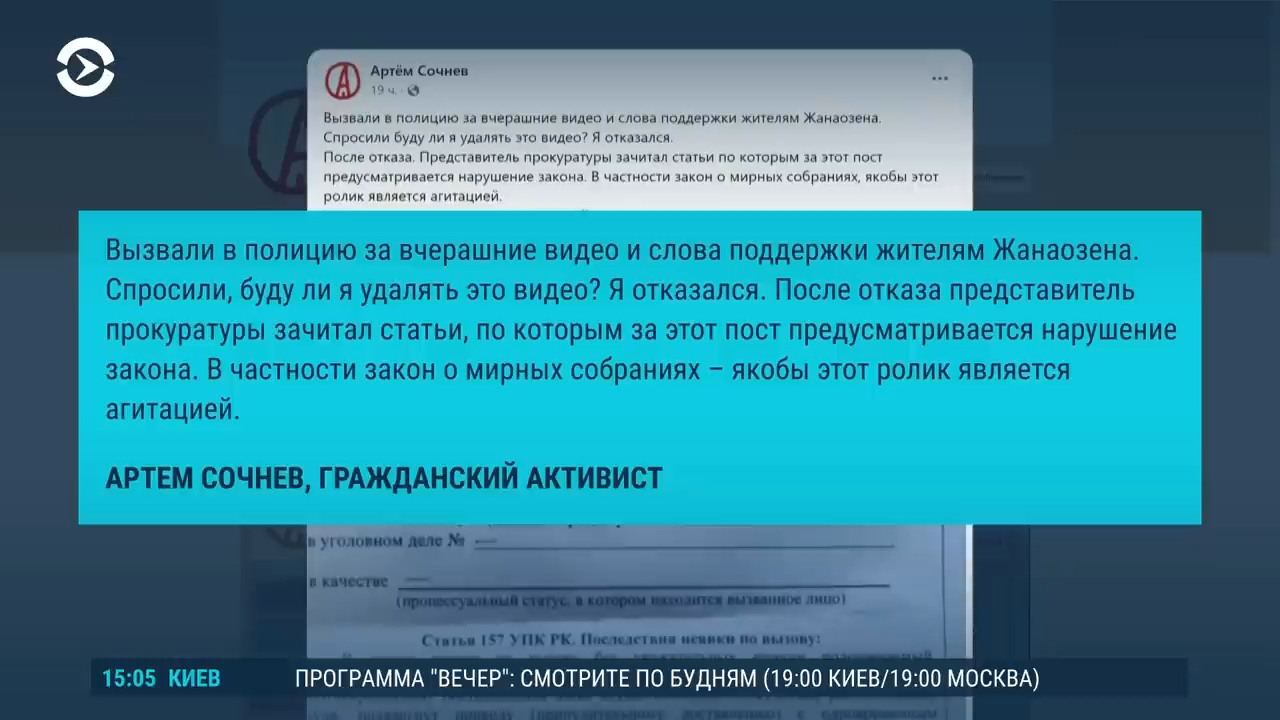 Артём Сочнев
19 ч.
Вызвали в полицию за вчерашние видео и слова поддержки жителям Жанаозена.
Спросили буду ли я удалять это видео? Я отказался.
После отказа. Представитель прокуратуры зачитал статьи по которым за этот пост
предусматривается нарушение закона. В частности закон о мирных собраниях, якобы этот
ролик является агитацией.
Вызвали в полицию за вчерашние видео и слова поддержки жителям Жанаозена.
Спросили, буду ли я удалять это видео? Я отказался. После отказа представитель
прокуратуры зачитал статьи, по которым за этот пост предусматривается нарушение
закона. В частности закон о мирных собраниях – якобы этот ролик является
агитацией.
АРТЕМ СОЧНЕВ, ГРАЖДАНСКИЙ АКТИВИСТ
в уголовном деле №
в качестве
(процессуальный статус, в котором находится вызванное лицо)
Статья 157 УПК РК. Последствия неявки по вызову:
15:05 КИЕВ ПРОГРАММА "ВЕЧЕР": СМОТРИТЕ ПО БУДНЯМ (19:00 КИЕВ/19:00 МОСКВА)